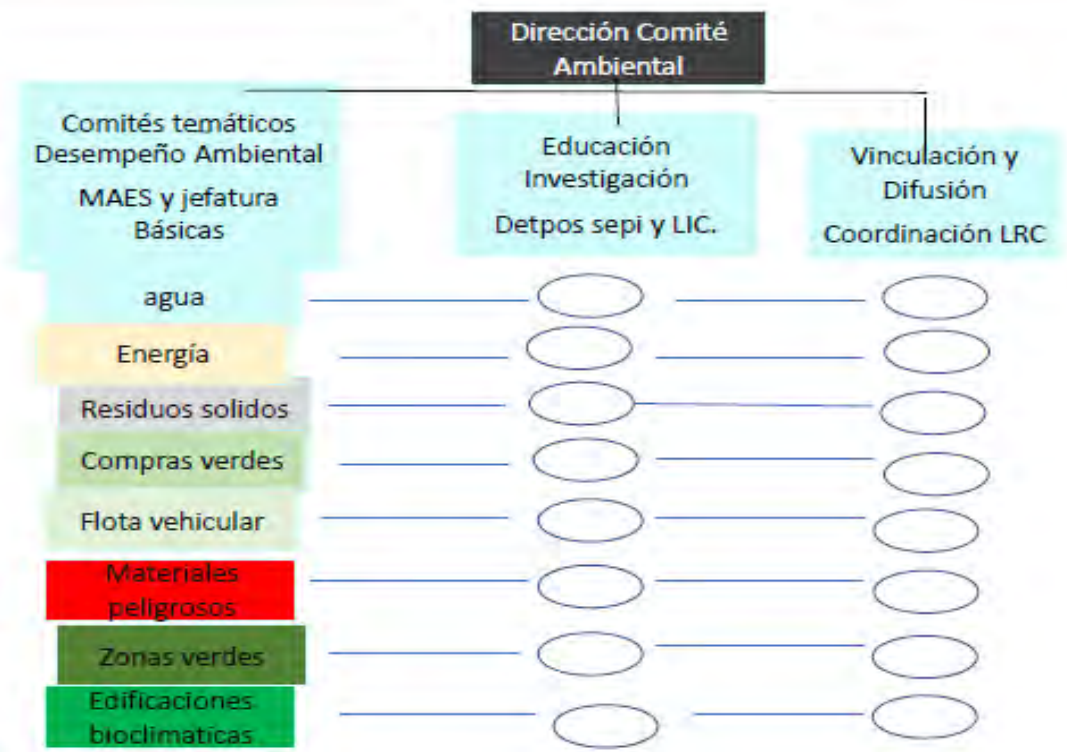 Dirección Comité
Ambiental
Comités temáticos
Desempeño Ambiental
MAES y jefatura
Básicas
Educación
Investigación
Detpos sepi y LIC.
Vinculación y
Difusión
Coordinación LRC
agua
Energía
Residuos solidos
Compras verdes
Flota vehicular
Materiales
peligrosos
Zonas verdes
Edificaciones
bioclimaticas